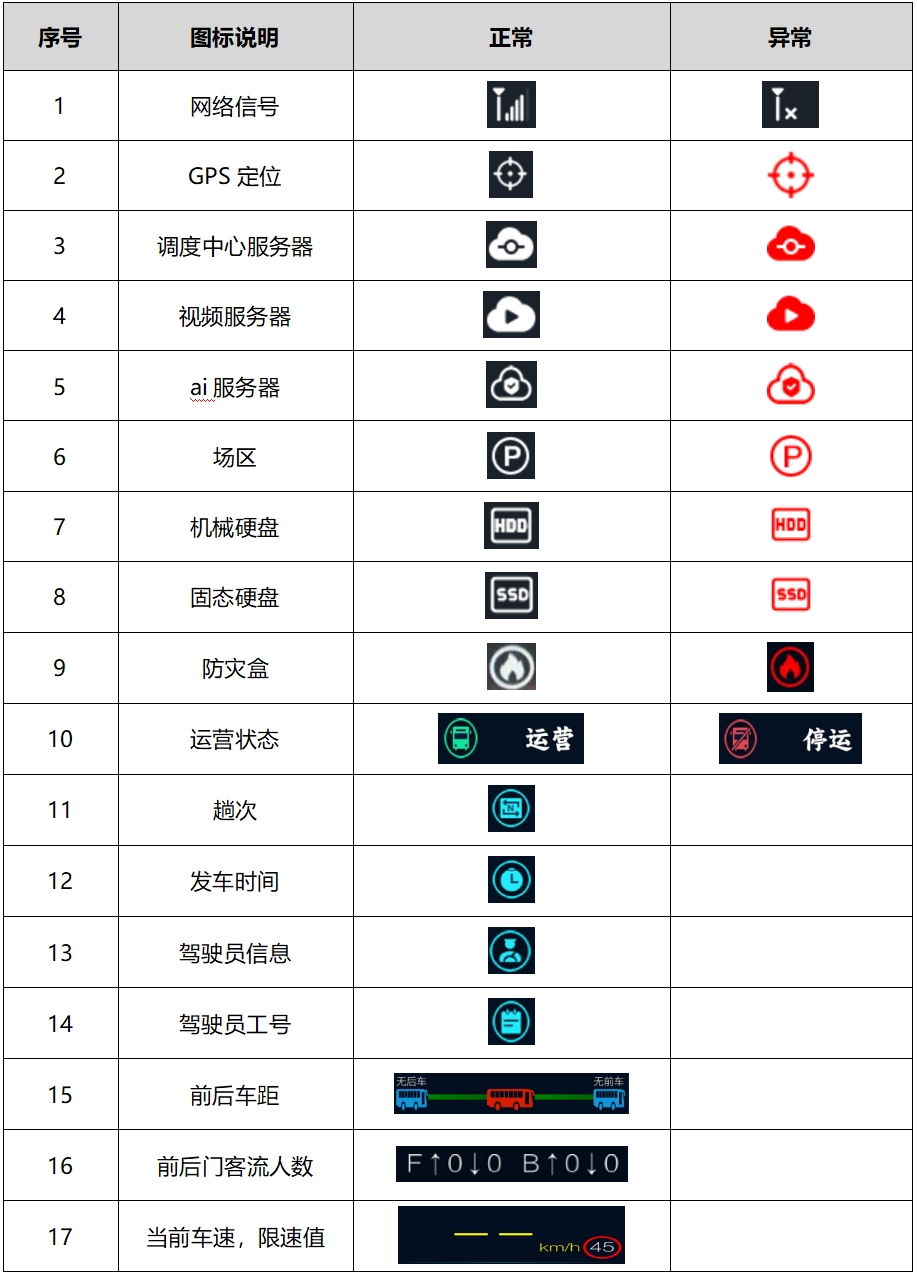 序号 图标说明 正常 异常
1 网络信号
2 GPS 定位
3 调度中心服务器
4 视频服务器
5 ai 服务器
6 场区 P P
7 机械硬盘 HDD HDD
8 固态硬盘 SSD SSD
9 防灾盒
10 运营状态 运营 停运
11 趟次 N
12 发车时间
13 驾驶员信息
14 驾驶员工号
15 前后车距 无后车 无前车
16 前后门客流人数 F↑0↓0 B↑0↓0
17 当前车速，限速值 — — km/h 45